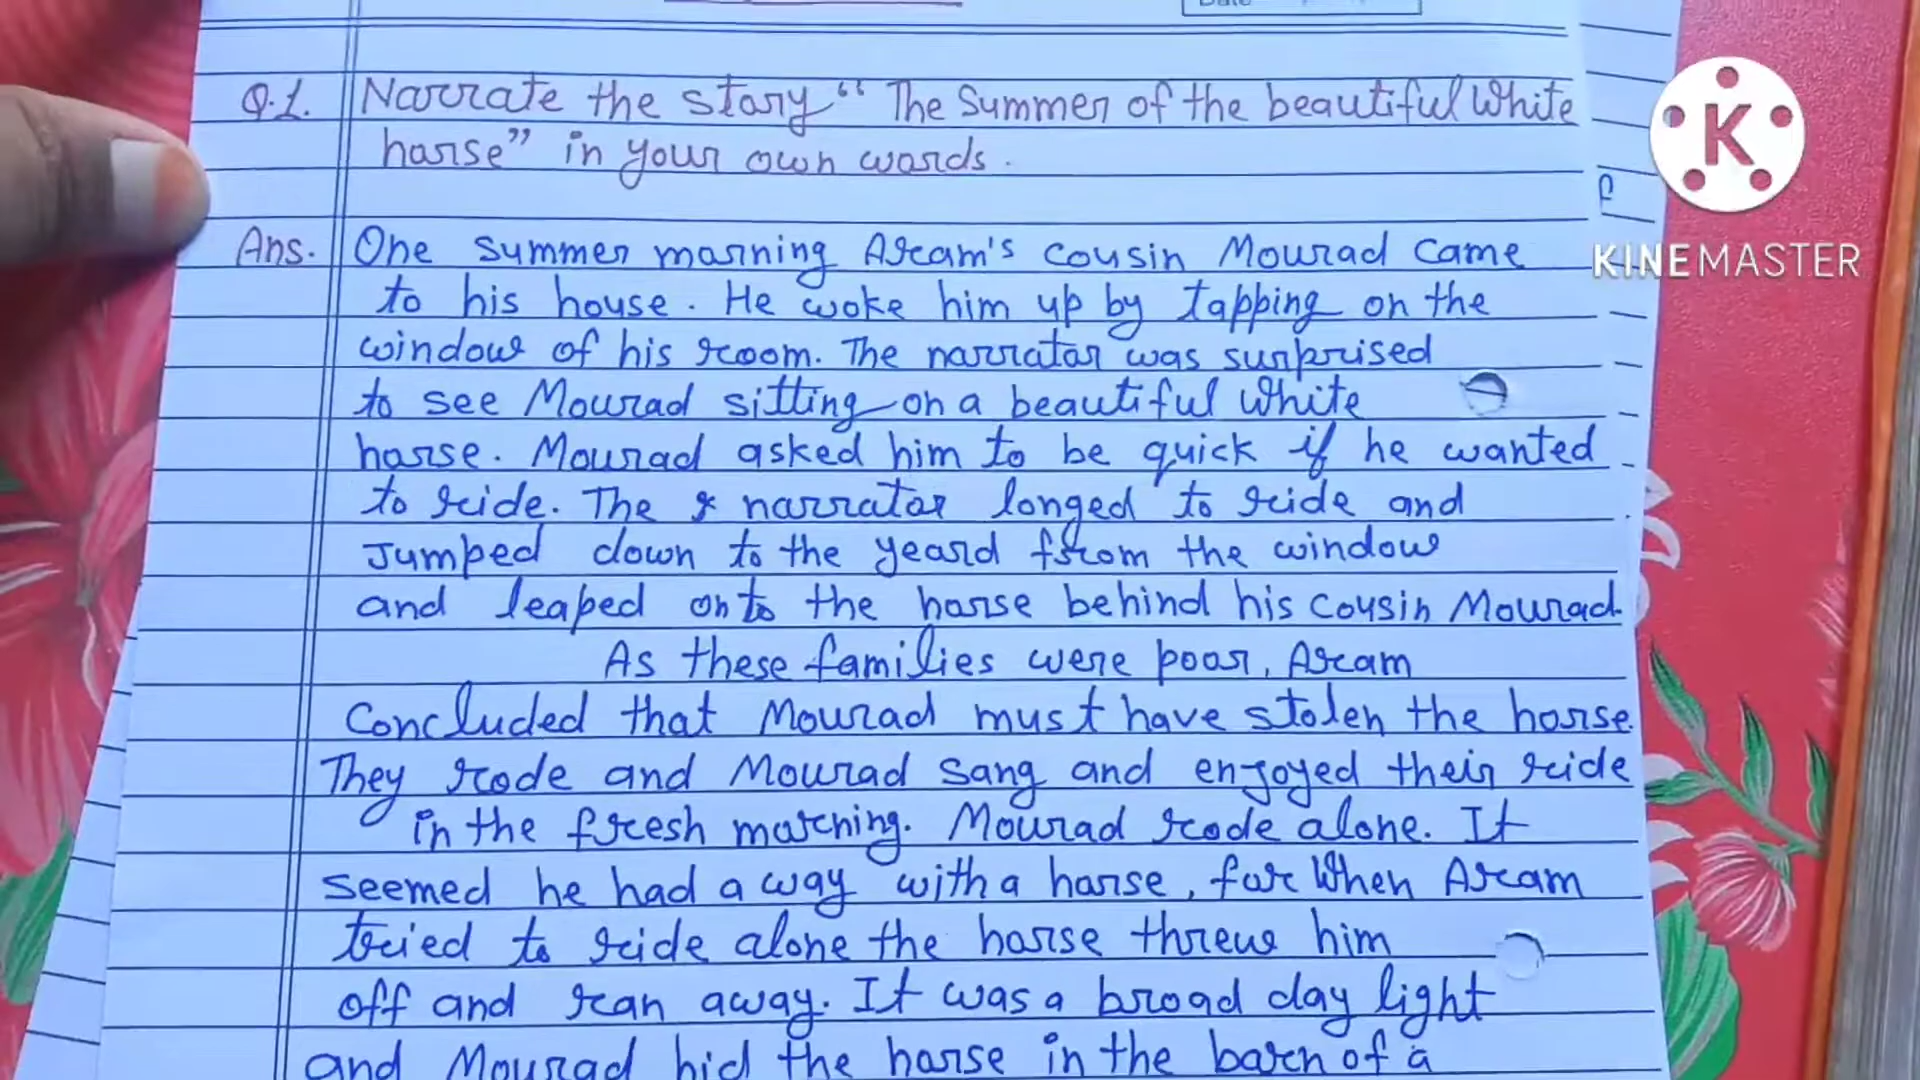 Date
Q.1. Narrate the story " The Summer of the beautiful White
horse" in your own words.
Ans. One summer morning Aram's cousin Mourad came
to his house. He woke him up by tapping on the
window of his room. The narrator was surprised
to see Mourad sitting on a beautiful White
horse. Mourad asked him to be quick if he wanted
to ride. The narrator longed to ride and
Jumped down to the yeard from the window
and leaped onto the horse behind his cousin Mourad.
As these families were poor, Aram
Concluded that Mourad must have stolen the horse.
They rode and Mourad sang and enjoyed their ride
in the fresh morning. Mourad rode alone. It
seemed he had a way with a horse, for When Aram
tried to ride alone the horse threw him
off and ran away. It was a broad day light
and Mourad hid the horse in the barn of a
K
KINEMASTER